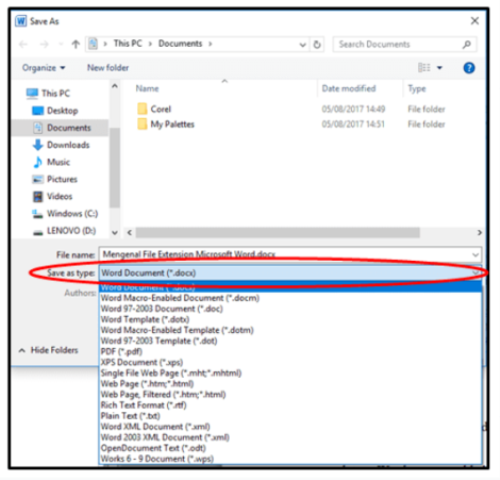 Save As
This PC > Documents >
Search Documents
Organize
New folder
This PC
Desktop
Documents
Downloads
Music
Pictures
Videos
Windows (C:)
LENOVO (D:)
Name
Date modified
Type
Corel
05/08/2017 14:49
File folder
My Palettes
05/08/2017 14:51
File folder
File name: Mengenal File Extension Microsoft Word.docx
Save as type: Word Document (*.docx)
Authors:
Word Document (*.docx)
Word Macro-Enabled Document (*.docm)
Word 97-2003 Document (*.doc)
Word Template (*.dotx)
Word Macro-Enabled Template (*.dotm)
Word 97-2003 Template (*.dot)
PDF (*.pdf)
XPS Document (*.xps)
Single File Web Page (*.mht;*.mhtml)
Web Page (*.htm;*.html)
Web Page, Filtered (*.htm;*.html)
Rich Text Format (*.rtf)
Plain Text (*.txt)
Word XML Document (*.xml)
Word 2003 XML Document (*.xml)
OpenDocument Text (*.odt)
Works 6 - 9 Document (*.wps)
Hide Folders